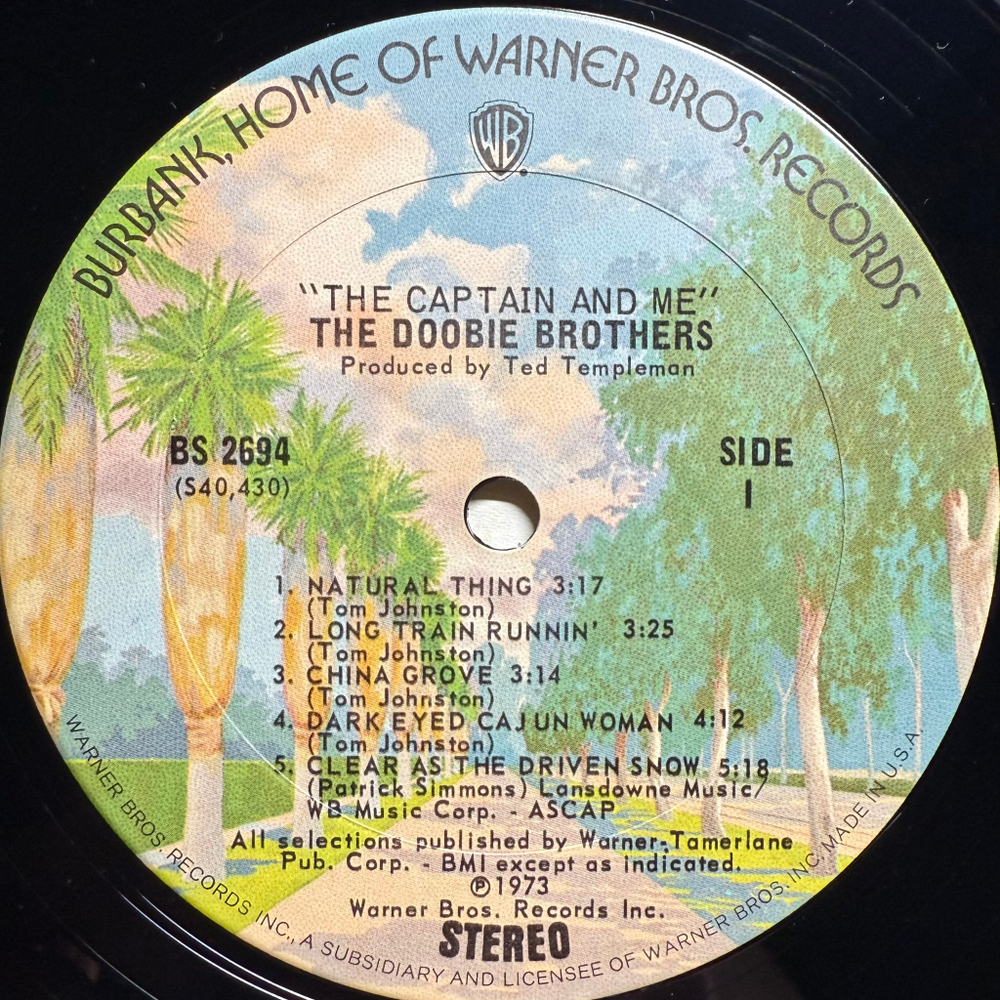 BURBANK, HOME OF WARNER BROS. RECORDS
WB
"THE CAPTAIN AND ME"
THE DOOBIE BROTHERS
Produced by Ted Templeman
BS 2694
(S40,430)
SIDE
1
1. NATURAL THING 3:17
(Tom Johnston)
2. LONG TRAIN RUNNIN' 3:25
(Tom Johnston)
3. CHINA GROVE 3:14
(Tom Johnston)
4. DARK EYED CAJUN WOMAN 4:12
(Tom Johnston)
5. CLEAR AS THE DRIVEN SNOW 5:18
(Patrick Simmons) Lansdowne Music/
WB Music Corp. - ASCAP
All selections published by Warner-Tamerlane
Pub. Corp. - BMI except as indicated.
℗1973
Warner Bros. Records Inc.
STEREO
WARNER BROS. RECORDS INC., A SUBSIDIARY AND LICENSEE OF WARNER BROS. INC. MADE IN U.S.A.